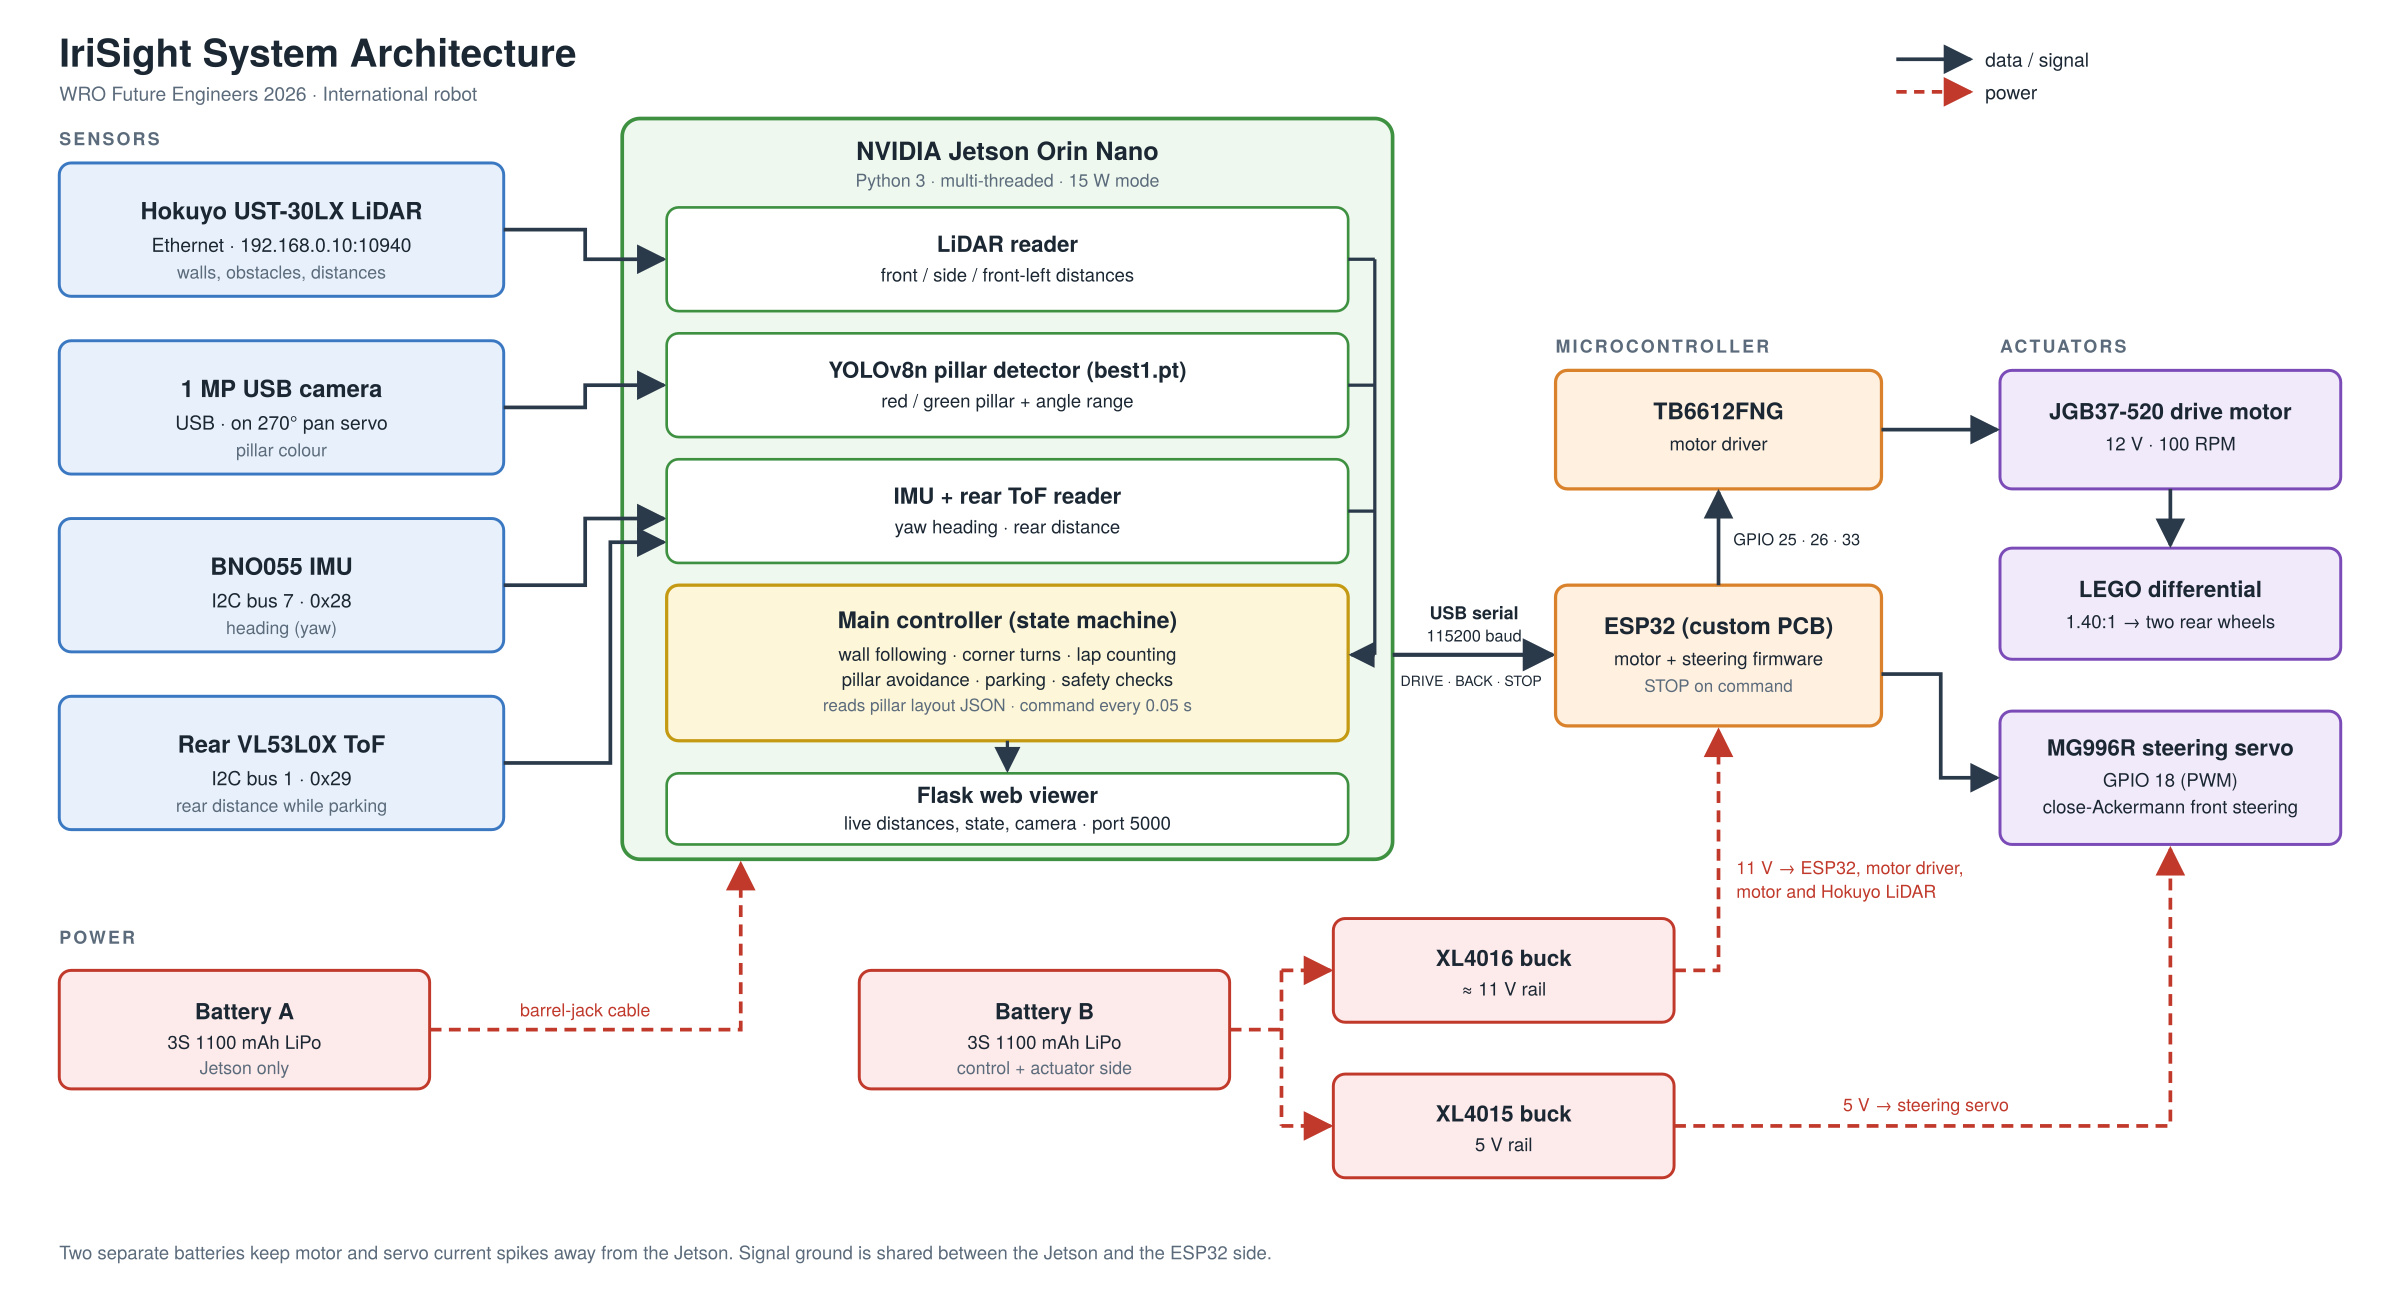 IriSight System Architecture
WRO Future Engineers 2026 · International robot
data / signal
power
SENSORS
Hokuyo UST-30LX LiDAR
Ethernet · 192.168.0.10:10940
walls, obstacles, distances
1 MP USB camera
USB · on 270° pan servo
pillar colour
BNO055 IMU
I2C bus 7 · 0x28
heading (yaw)
Rear VL53L0X ToF
I2C bus 1 · 0x29
rear distance while parking
NVIDIA Jetson Orin Nano
Python 3 · multi-threaded · 15 W mode
LiDAR reader
front / side / front-left distances
YOLOv8n pillar detector (best1.pt)
red / green pillar + angle range
IMU + rear ToF reader
yaw heading · rear distance
Main controller (state machine)
wall following · corner turns · lap counting
pillar avoidance · parking · safety checks
reads pillar layout JSON · command every 0.05 s
Flask web viewer
live distances, state, camera · port 5000
USB serial
115200 baud
DRIVE · BACK · STOP
MICROCONTROLLER
TB6612FNG
motor driver
GPIO 25 · 26 · 33
ESP32 (custom PCB)
motor + steering firmware
STOP on command
ACTUATORS
JGB37-520 drive motor
12 V · 100 RPM
LEGO differential
1.40:1 → two rear wheels
MG996R steering servo
GPIO 18 (PWM)
close-Ackermann front steering
11 V → ESP32, motor driver,
motor and Hokuyo LiDAR
POWER
Battery A
3S 1100 mAh LiPo
Jetson only
barrel-jack cable
Battery B
3S 1100 mAh LiPo
control + actuator side
XL4016 buck
≈ 11 V rail
XL4015 buck
5 V rail
5 V → steering servo
Two separate batteries keep motor and servo current spikes away from the Jetson. Signal ground is shared between the Jetson and the ESP32 side.